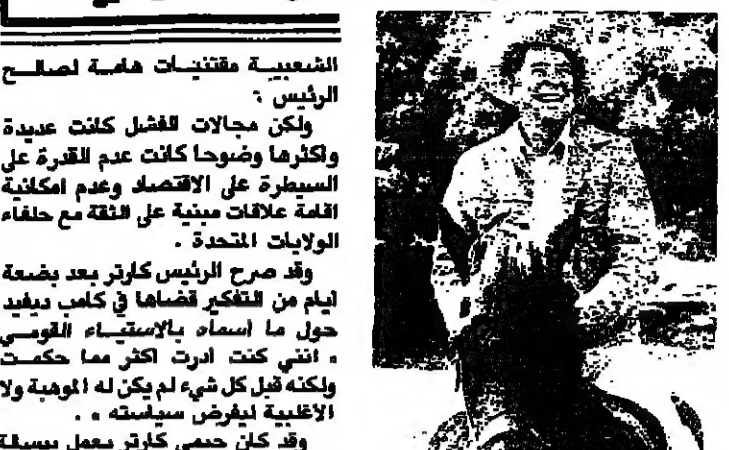 الشعبية مقتنيات هامة لصالح
الرئيس ؟
ولكن مجالات الفشل كانت عديدة
واكثرها وضوحا كانت عدم القدرة على
السيطرة على الاقتصاد وعدم امكانية
اقامة علاقات مبنية على الثقة مع حلفاء
الولايات المتحدة .
وقد صرح الرئيس كارتر بعد بضعة
ايام من التفكير قضاها في كامب ديفيد
حول ما اسماه بالاستياء القومي
« انني كنت ادرت اكثر مما حكمت
ولكنه قبل كل شيء لم يكن له الموهبة ولا
الاغلبية ليفرض سياسته » .
وقد كان جيمي كارتر يعمل